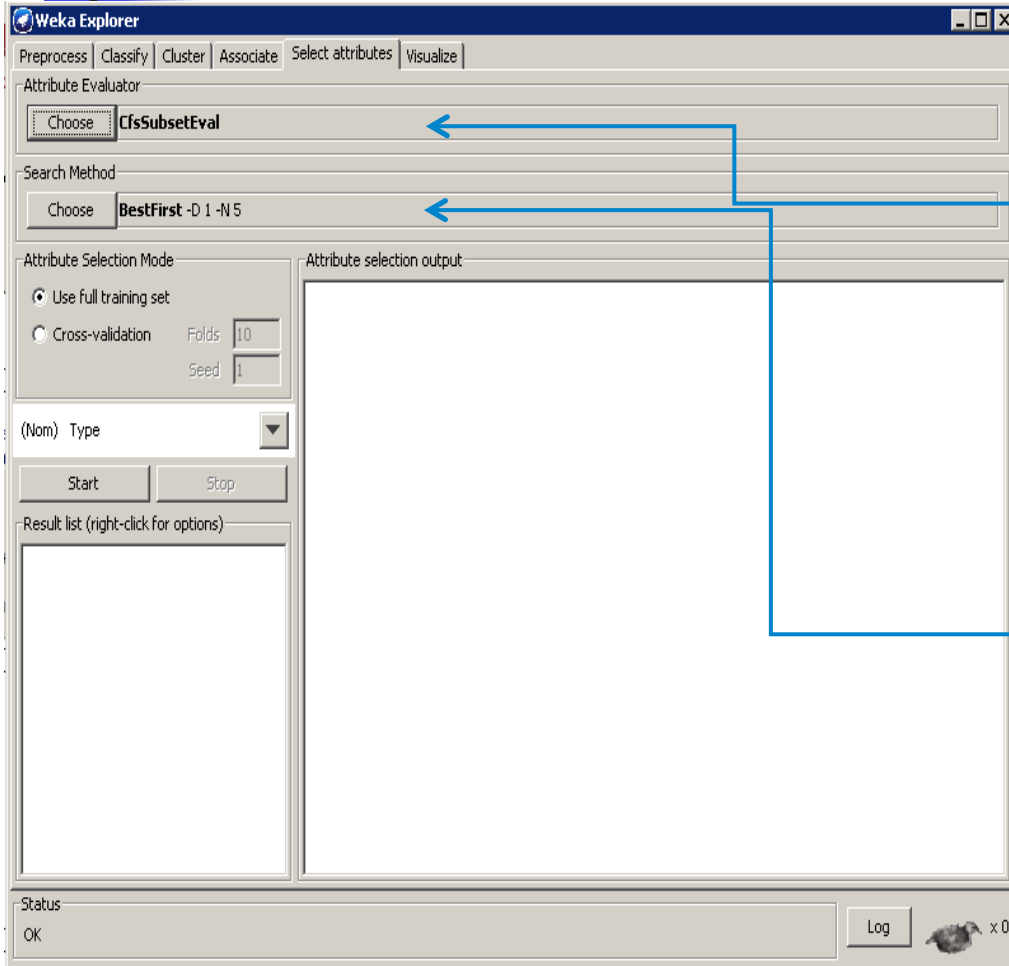 Weka Explorer
Preprocess Classify Cluster Associate Select attributes Visualize
Attribute Evaluator
Choose CfsSubsetEval
Search Method
Choose BestFirst -D 1 -N 5
Attribute Selection Mode
Use full training set
Cross-validation Folds 10
Seed 1
(Nom) Type
Start Stop
Result list (right-click for options)
Attribute selection output
Status
OK
Log x 0